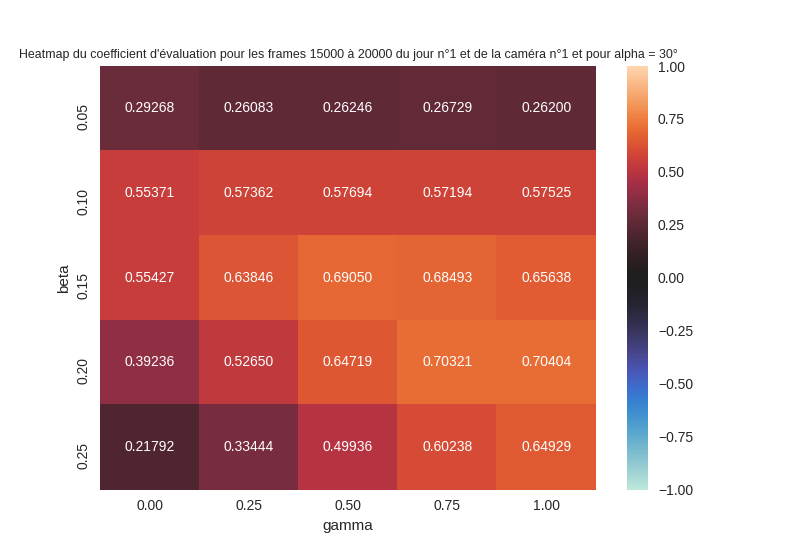 Heatmap du coefficient d'évaluation pour les frames 15000 à 20000 du jour n°1 et de la caméra n°1 et pour alpha = 30°
0.05 0.29268 0.26083 0.26246 0.26729 0.26200
0.10 0.55371 0.57362 0.57694 0.57194 0.57525
0.15 0.55427 0.63846 0.69050 0.68493 0.65638
0.20 0.39236 0.52650 0.64719 0.70321 0.70404
0.25 0.21792 0.33444 0.49936 0.60238 0.64929
beta
0.00 0.25 0.50 0.75 1.00
gamma
1.00
0.75
0.50
0.25
0.00
−0.25
−0.50
−0.75
−1.00